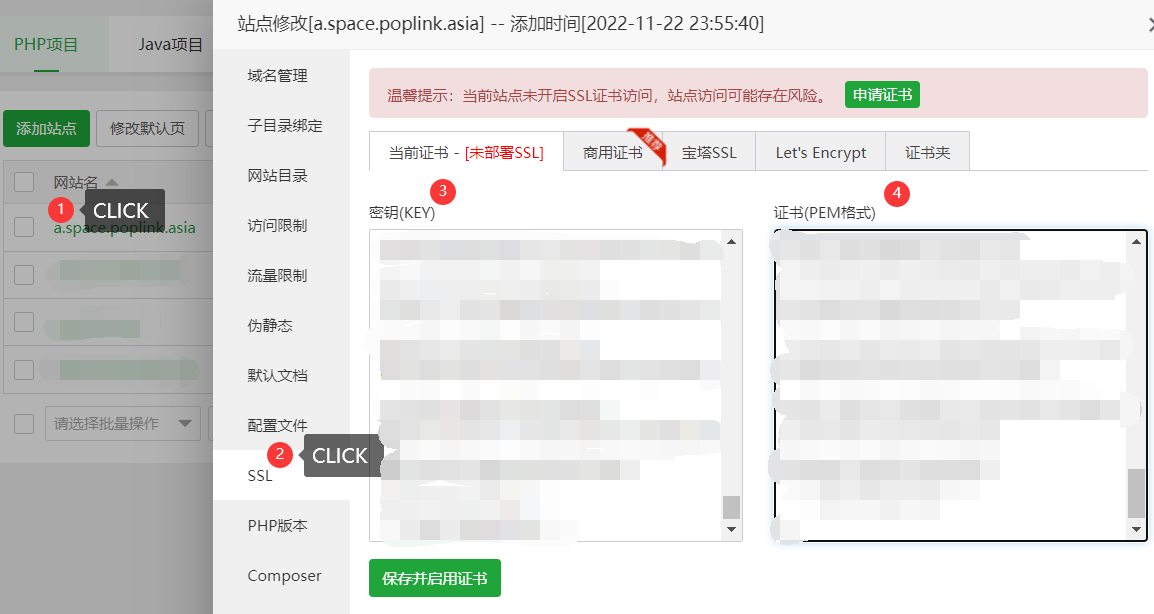 站点修改[a.space.poplink.asia] -- 添加时间[2022-11-22 23:55:40]
PHP项目
Java项目
添加站点
修改默认页
网站名
1
CLICK
a.space.poplink.asia
请选择批量操作
域名管理
子目录绑定
网站目录
访问限制
流量限制
伪静态
默认文档
配置文件
2
CLICK
SSL
PHP版本
Composer
温馨提示：当前站点未开启SSL证书访问，站点访问可能存在风险。
申请证书
当前证书 - [未部署SSL]
商用证书
推荐
宝塔SSL
Let's Encrypt
证书夹
3
密钥(KEY)
4
证书(PEM格式)
保存并启用证书